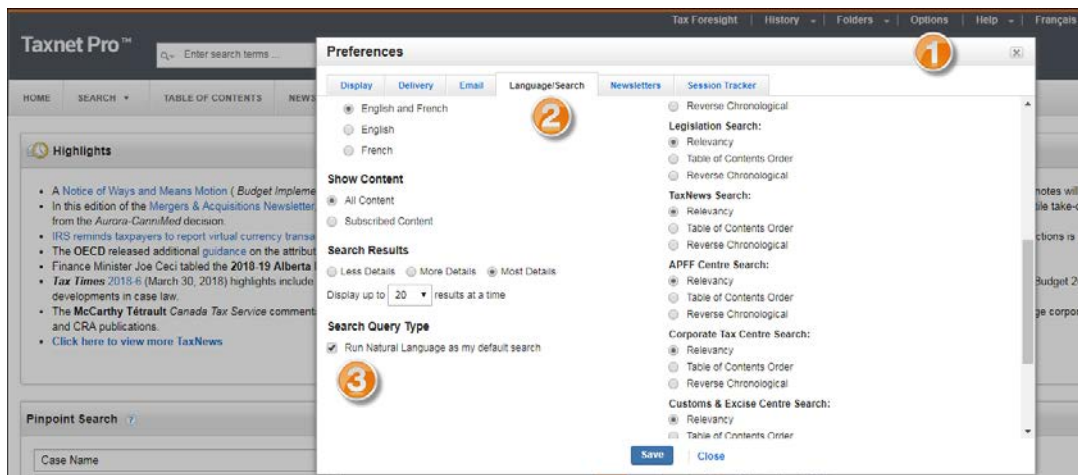 Tax Foresight | History | Folders | Options | Help | Français
Taxnet Pro™
Enter search terms ...
HOME SEARCH TABLE OF CONTENTS NEWS
Highlights
A Notice of Ways and Means Motion ( Budget Impleme
notes will
In this edition of the Mergers & Acquisitions Newsletter,
tile take-o
from the Aurora-CanniMed decision.
IRS reminds taxpayers to report virtual currency transa
ctions is
The OECD released additional guidance on the attribut
Finance Minister Joe Ceci tabled the 2018-19 Alberta
Tax Times 2018-6 (March 30, 2018) highlights include
Budget 2
developments in case law.
The McCarthy Tétrault Canada Tax Service comment
ge corpor
and CRA publications.
Click here to view more TaxNews
Pinpoint Search ?
Case Name
Preferences
1
Display Delivery Email Language/Search Newsletters Session Tracker
2
English and French
English
French
Show Content
All Content
Subscribed Content
Search Results
Less Details More Details Most Details
Display up to 20 results at a time
Search Query Type
Run Natural Language as my default search
3
Reverse Chronological
Legislation Search:
Relevancy
Table of Contents Order
Reverse Chronological
TaxNews Search:
Relevancy
Table of Contents Order
Reverse Chronological
APFF Centre Search:
Relevancy
Table of Contents Order
Reverse Chronological
Corporate Tax Centre Search:
Relevancy
Table of Contents Order
Reverse Chronological
Customs & Excise Centre Search:
Relevancy
Table of Contents Order
Save | Close